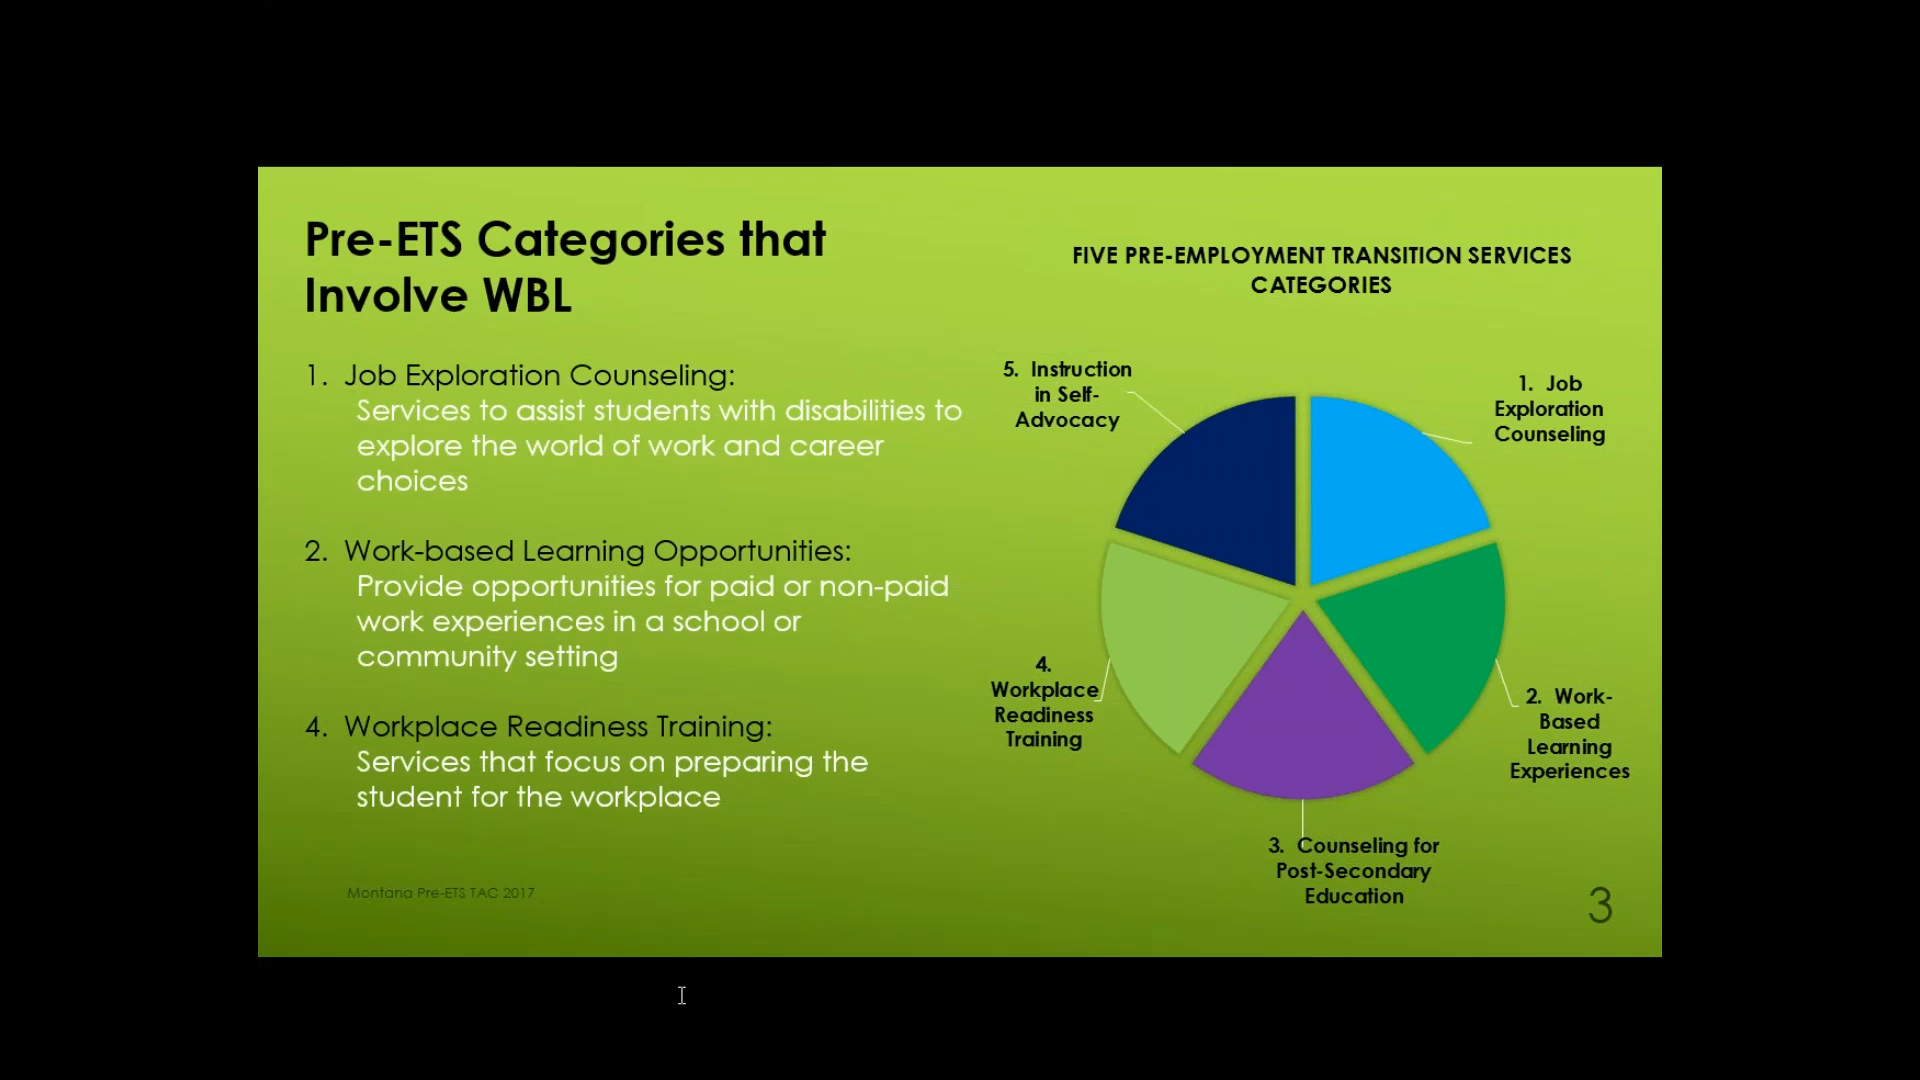 Pre-ETS Categories that
Involve WBL
1. Job Exploration Counseling:
Services to assist students with disabilities to
explore the world of work and career
choices
2. Work-based Learning Opportunities:
Provide opportunities for paid or non-paid
work experiences in a school or
community setting
4. Workplace Readiness Training:
Services that focus on preparing the
student for the workplace
Montana Pre-ETS TAC 2017
FIVE PRE-EMPLOYMENT TRANSITION SERVICES
CATEGORIES
1. Job
Exploration
Counseling
2. Work-
Based
Learning
Experiences
3. Counseling for
Post-Secondary
Education
4.
Workplace
Readiness
Training
5. Instruction
in Self-
Advocacy
3